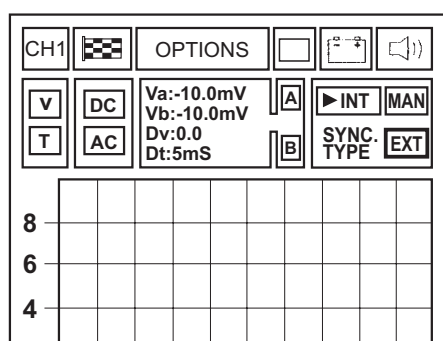 CH1 OPTIONS
V DC Va:-10.0mV A ►INT MAN
Vb:-10.0mV
T AC Dv:0.0 B SYNC. EXT
Dt:5mS TYPE
8
6
4